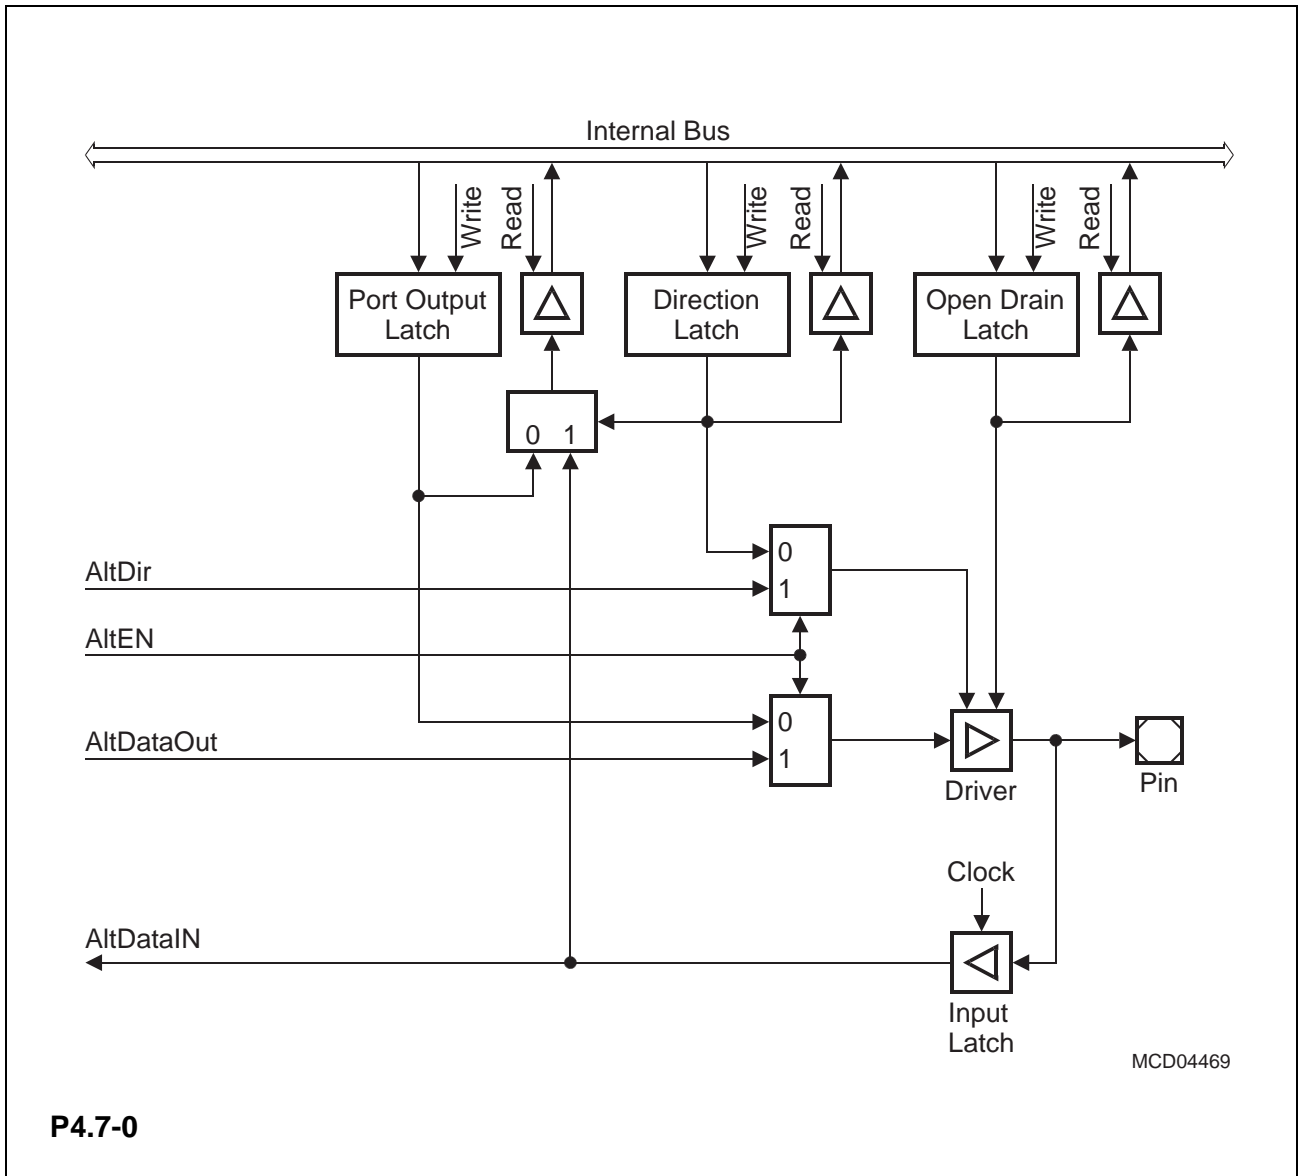 Internal Bus
Write
Read
Write
Read
Write
Read
Port Output
Latch
Direction
Latch
Open Drain
Latch
0 1
0
1
AltDir
AltEN
0
1
AltDataOut
Driver
Pin
Clock
AltDataIN
Input
Latch
MCD04469
P4.7-0